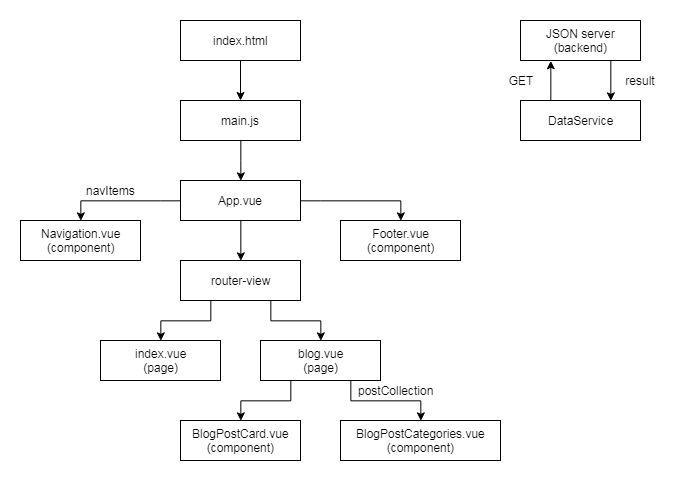 index.html
JSON server
(backend)
GET
result
main.js
DataService
navItems
App.vue
Navigation.vue
(component)
Footer.vue
(component)
router-view
index.vue
(page)
blog.vue
(page)
postCollection
BlogPostCard.vue
(component)
BlogPostCategories.vue
(component)